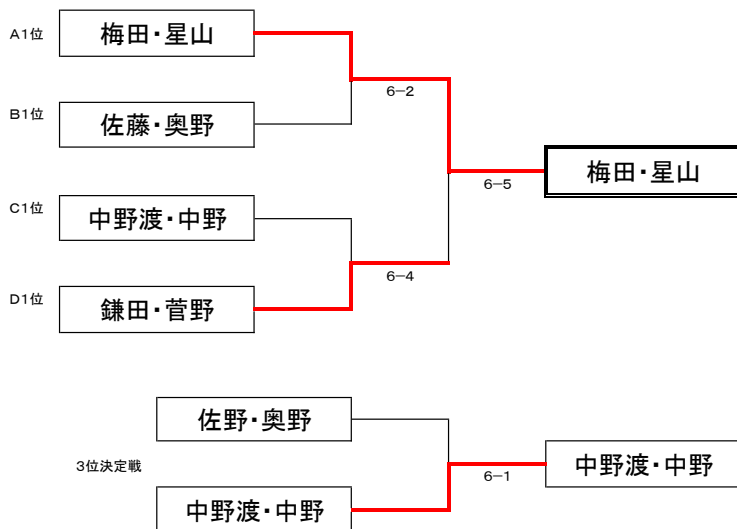 A1位
梅田・星山
6-2
B1位
佐藤・奥野
6-5
梅田・星山
C1位
中野渡・中野
6-4
D1位
鎌田・菅野
佐野・奥野
3位決定戦
6-1
中野渡・中野
中野渡・中野